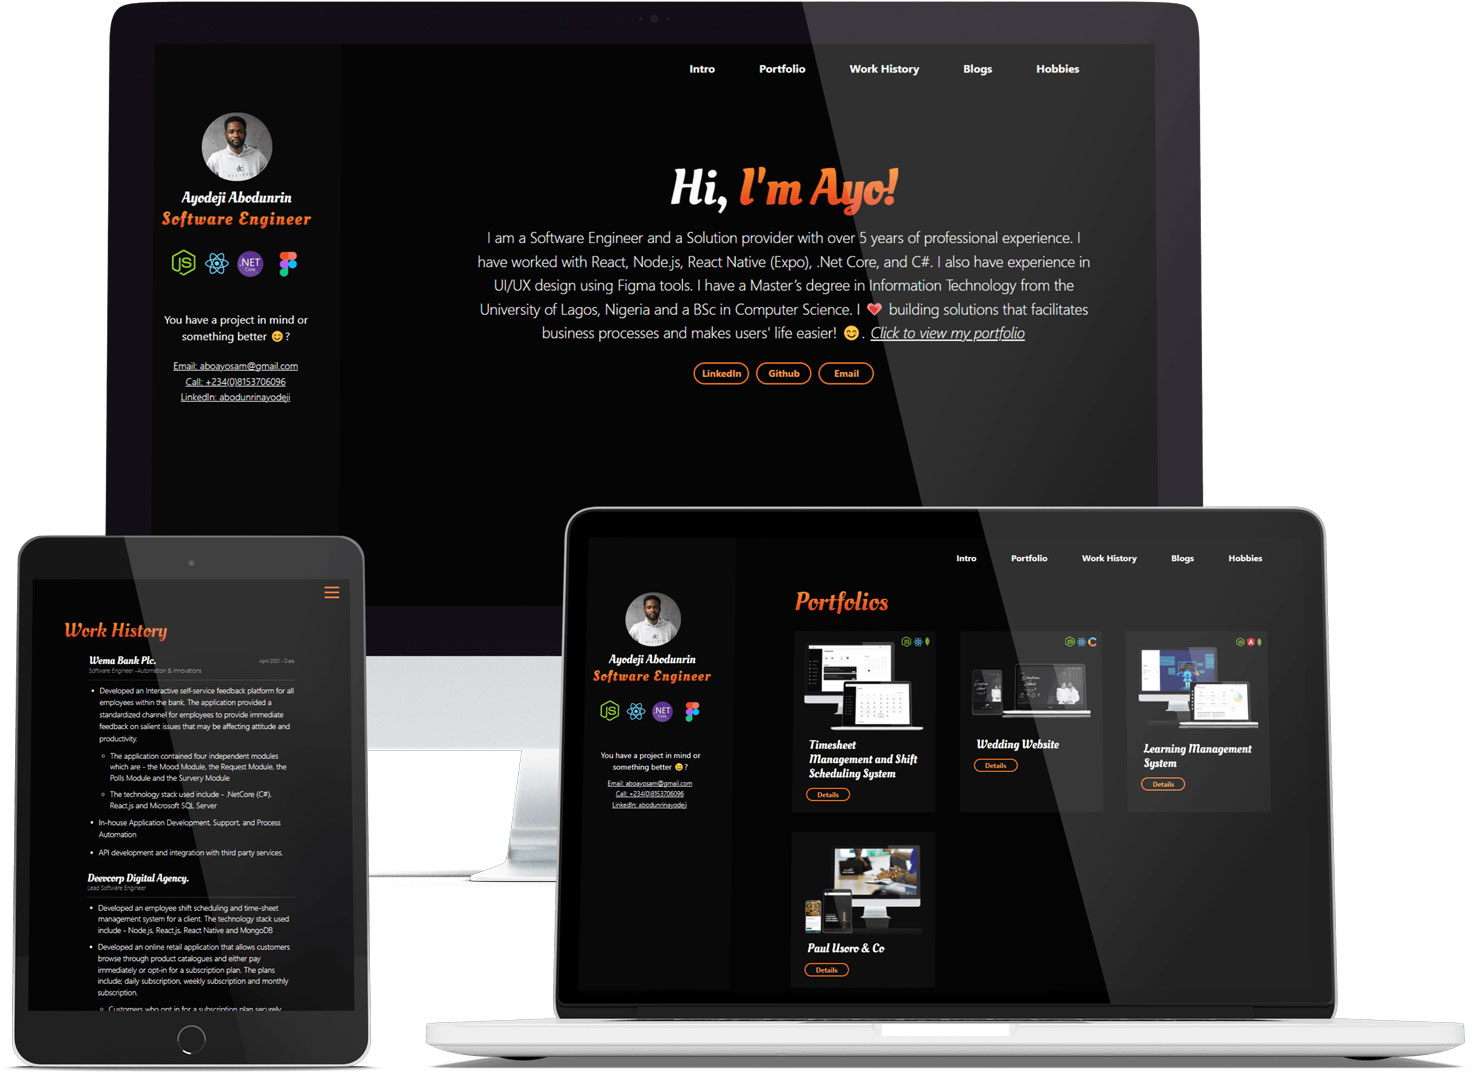 Intro Portfolio Work History Blogs Hobbies
Ayodeji Abodunrin
Software Engineer
JS .NET Core
You have a project in mind or
something better 😊 ?
Email: aboayosam@gmail.com
Call: +234(0)8153706096
LinkedIn: abodunrinayodeji
Hi, I'm Ayo!
I am a Software Engineer and a Solution provider with over 5 years of professional experience. I
have worked with React, Node.js, React Native (Expo), .Net Core, and C#. I also have experience in
UI/UX design using Figma tools. I have a Master's degree in Information Technology from the
University of Lagos, Nigeria and a BSc in Computer Science. I ❤️ building solutions that facilitates
business processes and makes users' life easier! 😊. Click to view my portfolio
LinkedIn Github Email
Work History
Wema Bank Plc. April 2021 - Date
Software Engineer -Automation & Innovations
• Developed an Interactive self-service feedback platform for all
employees within the bank. The application provided a
standardized channel for employees to provide immediate
feedback on salient issues that may be affecting attitude and
productivity.
◦ The application contained four independent modules
which are - the Mood Module, the Request Module, the
Polls Module and the Survery Module
◦ The technology stack used include - .NetCore (C#),
React.js and Microsoft SQL Server
• In-house Application Development, Support, and Process
Automation
• API development and integration with third party services.
Deevcorp Digital Agency.
Lead Software Engineer
• Developed an employee shift scheduling and time-sheet
management system for a client. The technology stack used
include - Node.js, React.js, React Native and MongoDB
• Developed an online retail application that allows customers
browse through product catalogues and either pay
immediately or opt-in for a subscription plan. The plans
include; daily subscription, weekly subscription and monthly
subscription.
◦ Customers who opt in for a subscription plan securely
Intro Portfolio Work History Blogs Hobbies
Ayodeji Abodunrin
Software Engineer
JS .NET Core
You have a project in mind or
something better 😊 ?
Email: aboayosam@gmail.com
Call: +234(0)8153706096
LinkedIn: abodunrinayodeji
Portfolios
Timesheet
Management and Shift
Scheduling System
Details
Wedding Website
Details
Learning Management
System
Details
Paul Usoro & Co
Details